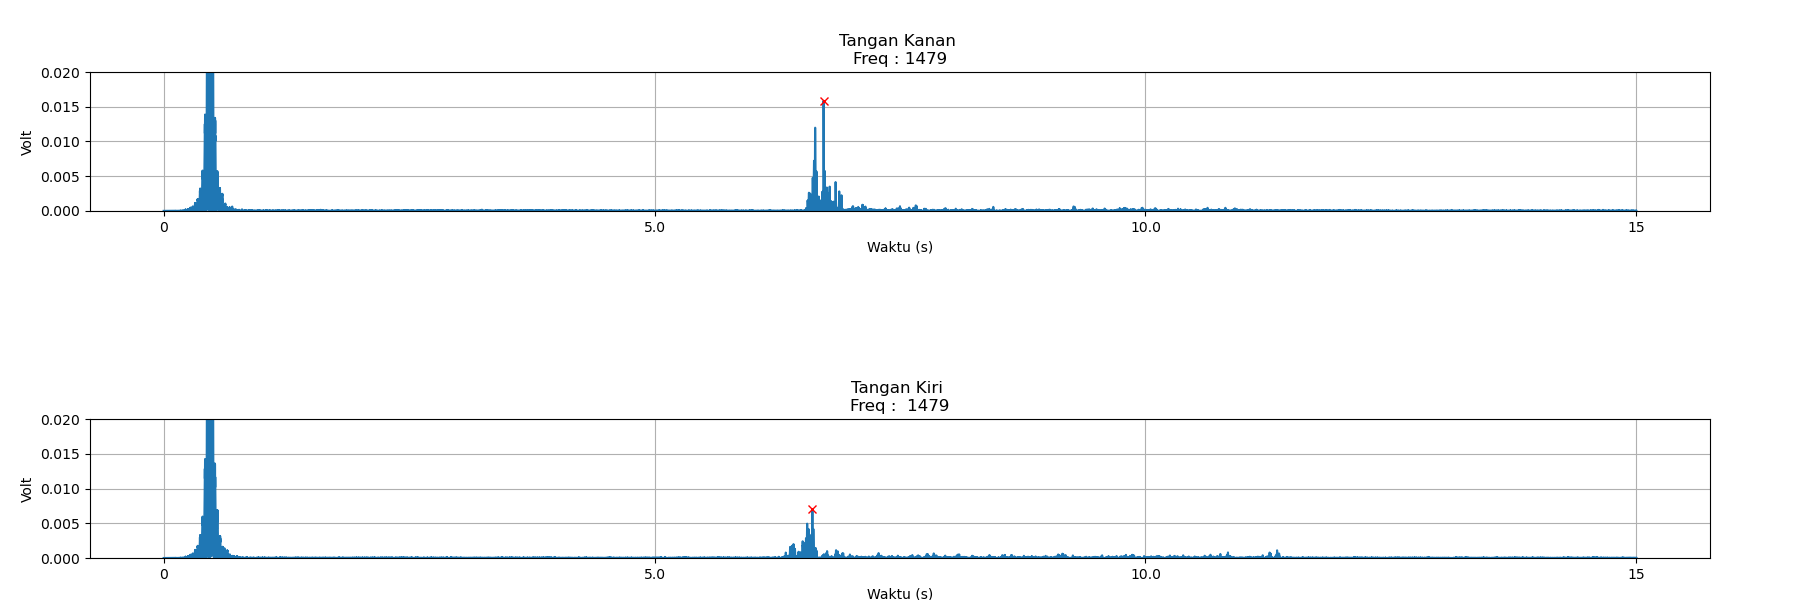 Tangan Kanan
Freq : 1479
0.020
0.015
0.010
0.005
0.000
Volt
0 5.0 10.0 15
Waktu (s)
Tangan Kiri
Freq :  1479
0.020
0.015
0.010
0.005
0.000
Volt
0 5.0 10.0 15
Waktu (s)